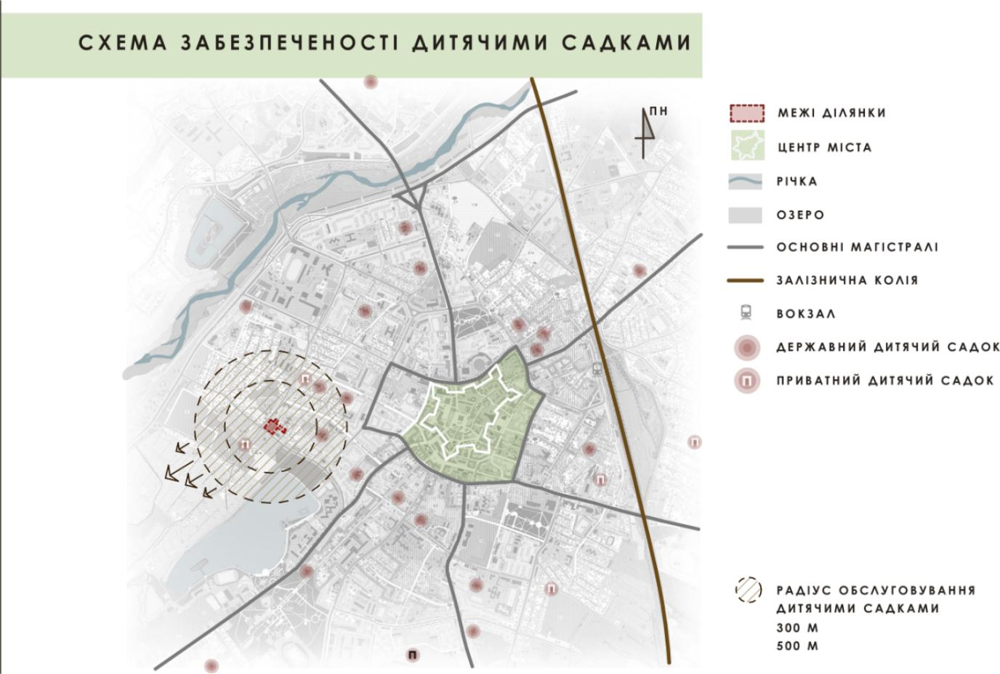 СХЕМА ЗАБЕЗПЕЧЕНОСТІ ДИТЯЧИМИ САДКАМИ
ПН
МЕЖІ ДІЛЯНКИ
ЦЕНТР МІСТА
РІЧКА
ОЗЕРО
ОСНОВНІ МАГІСТРАЛІ
ЗАЛІЗНИЧНА КОЛІЯ
ВОКЗАЛ
ДЕРЖАВНИЙ ДИТЯЧИЙ САДОК
П ПРИВАТНИЙ ДИТЯЧИЙ САДОК
П
П
П
П
П
П
РАДІУС ОБСЛУГОВУВАННЯ
ДИТЯЧИМИ САДКАМИ
300 М
500 М